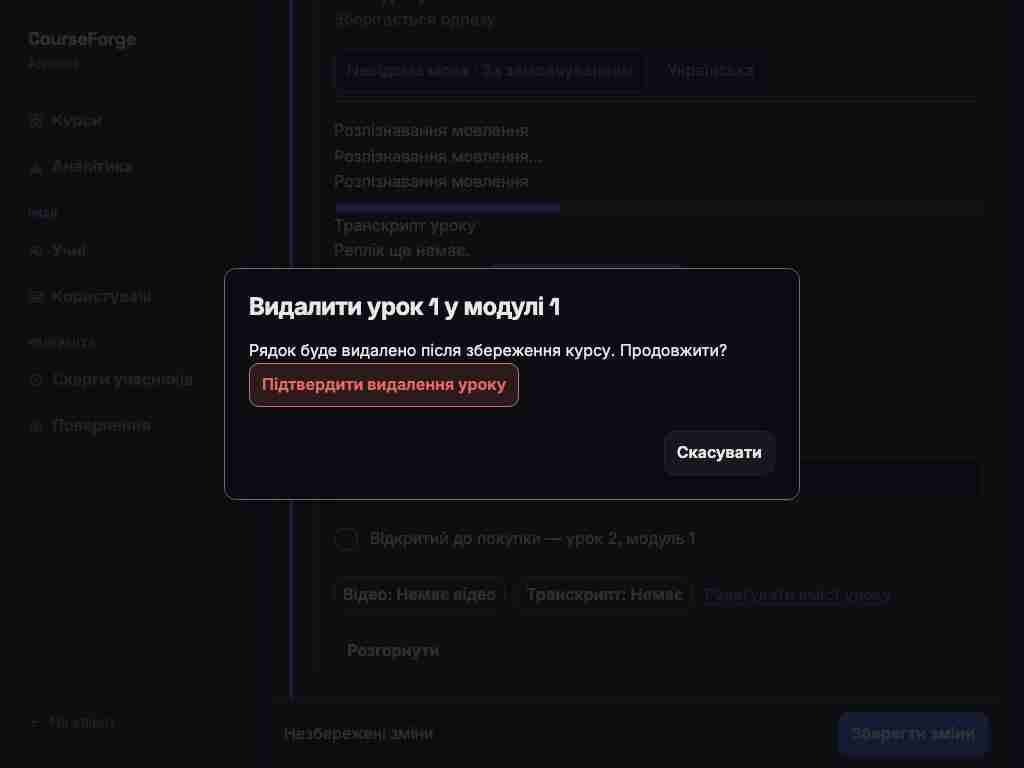 CourseForge
Курси
Аналітика
Учні
Користувачі
Скарги учасників
Повернення
Зберігається одразу
Невідома мова · За замовчуванням
Українська
Розпізнавання мовлення
Розпізнавання мовлення…
Розпізнавання мовлення
Транскрипт уроку
Реплік ще немає.
Видалити урок 1 у модулі 1
Рядок буде видалено після збереження курсу. Продовжити?
Підтвердити видалення уроку
Скасувати
Відкритий до покупки — урок 2, модуль 1
Відео: Немає відео
Транскрипт: Немає
Редагувати вміст уроку
Розгорнути
Незбережені зміни
Зберегти зміни